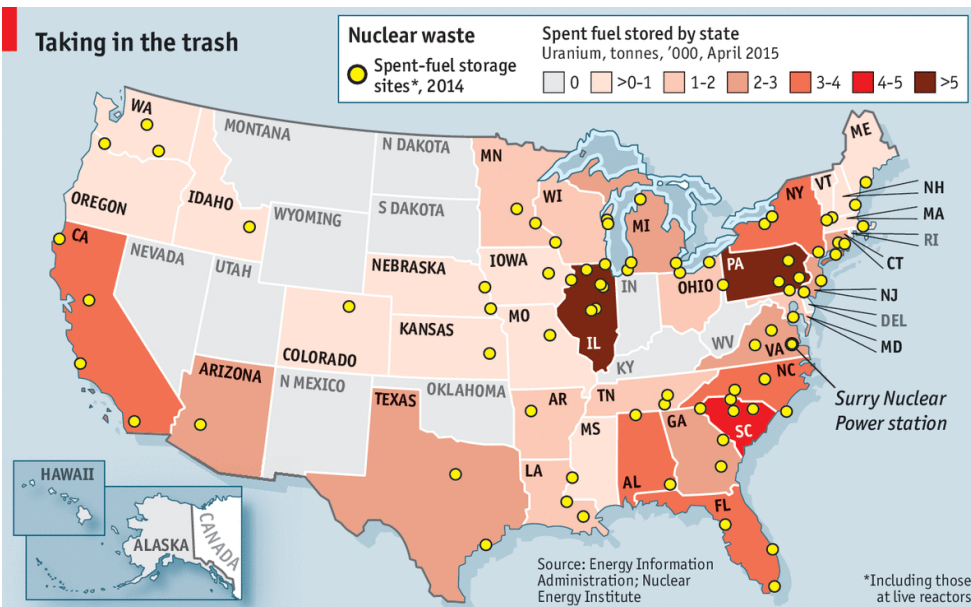 Taking in the trash
Nuclear waste
Spent-fuel storage
sites*, 2014
Spent fuel stored by state
Uranium, tonnes, ’000, April 2015
0 >0-1 1-2 2-3 3-4 4-5 >5
WA
MONTANA
N DAKOTA
MN
ME
OREGON
IDAHO
WYOMING
S DAKOTA
WI
MI
NY
VT
NH
MA
RI
CT
CA
NEVADA
UTAH
NEBRASKA
IOWA
IL
IN
OHIO
PA
NJ
DEL
MD
COLORADO
KANSAS
MO
KY
WV
VA
ARIZONA
N MEXICO
OKLAHOMA
TEXAS
AR
TN
NC
SC
Surry Nuclear
Power station
LA
MS
AL
GA
FL
HAWAII
ALASKA
CANADA
Source: Energy Information
Administration; Nuclear
Energy Institute
*Including those
at live reactors